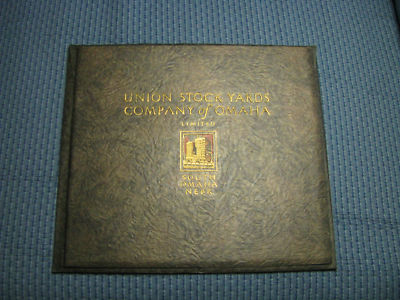 UNION STOCK YARDS
COMPANY of OMAHA
LIMITED
SOUTH
OMAHA
NEBR